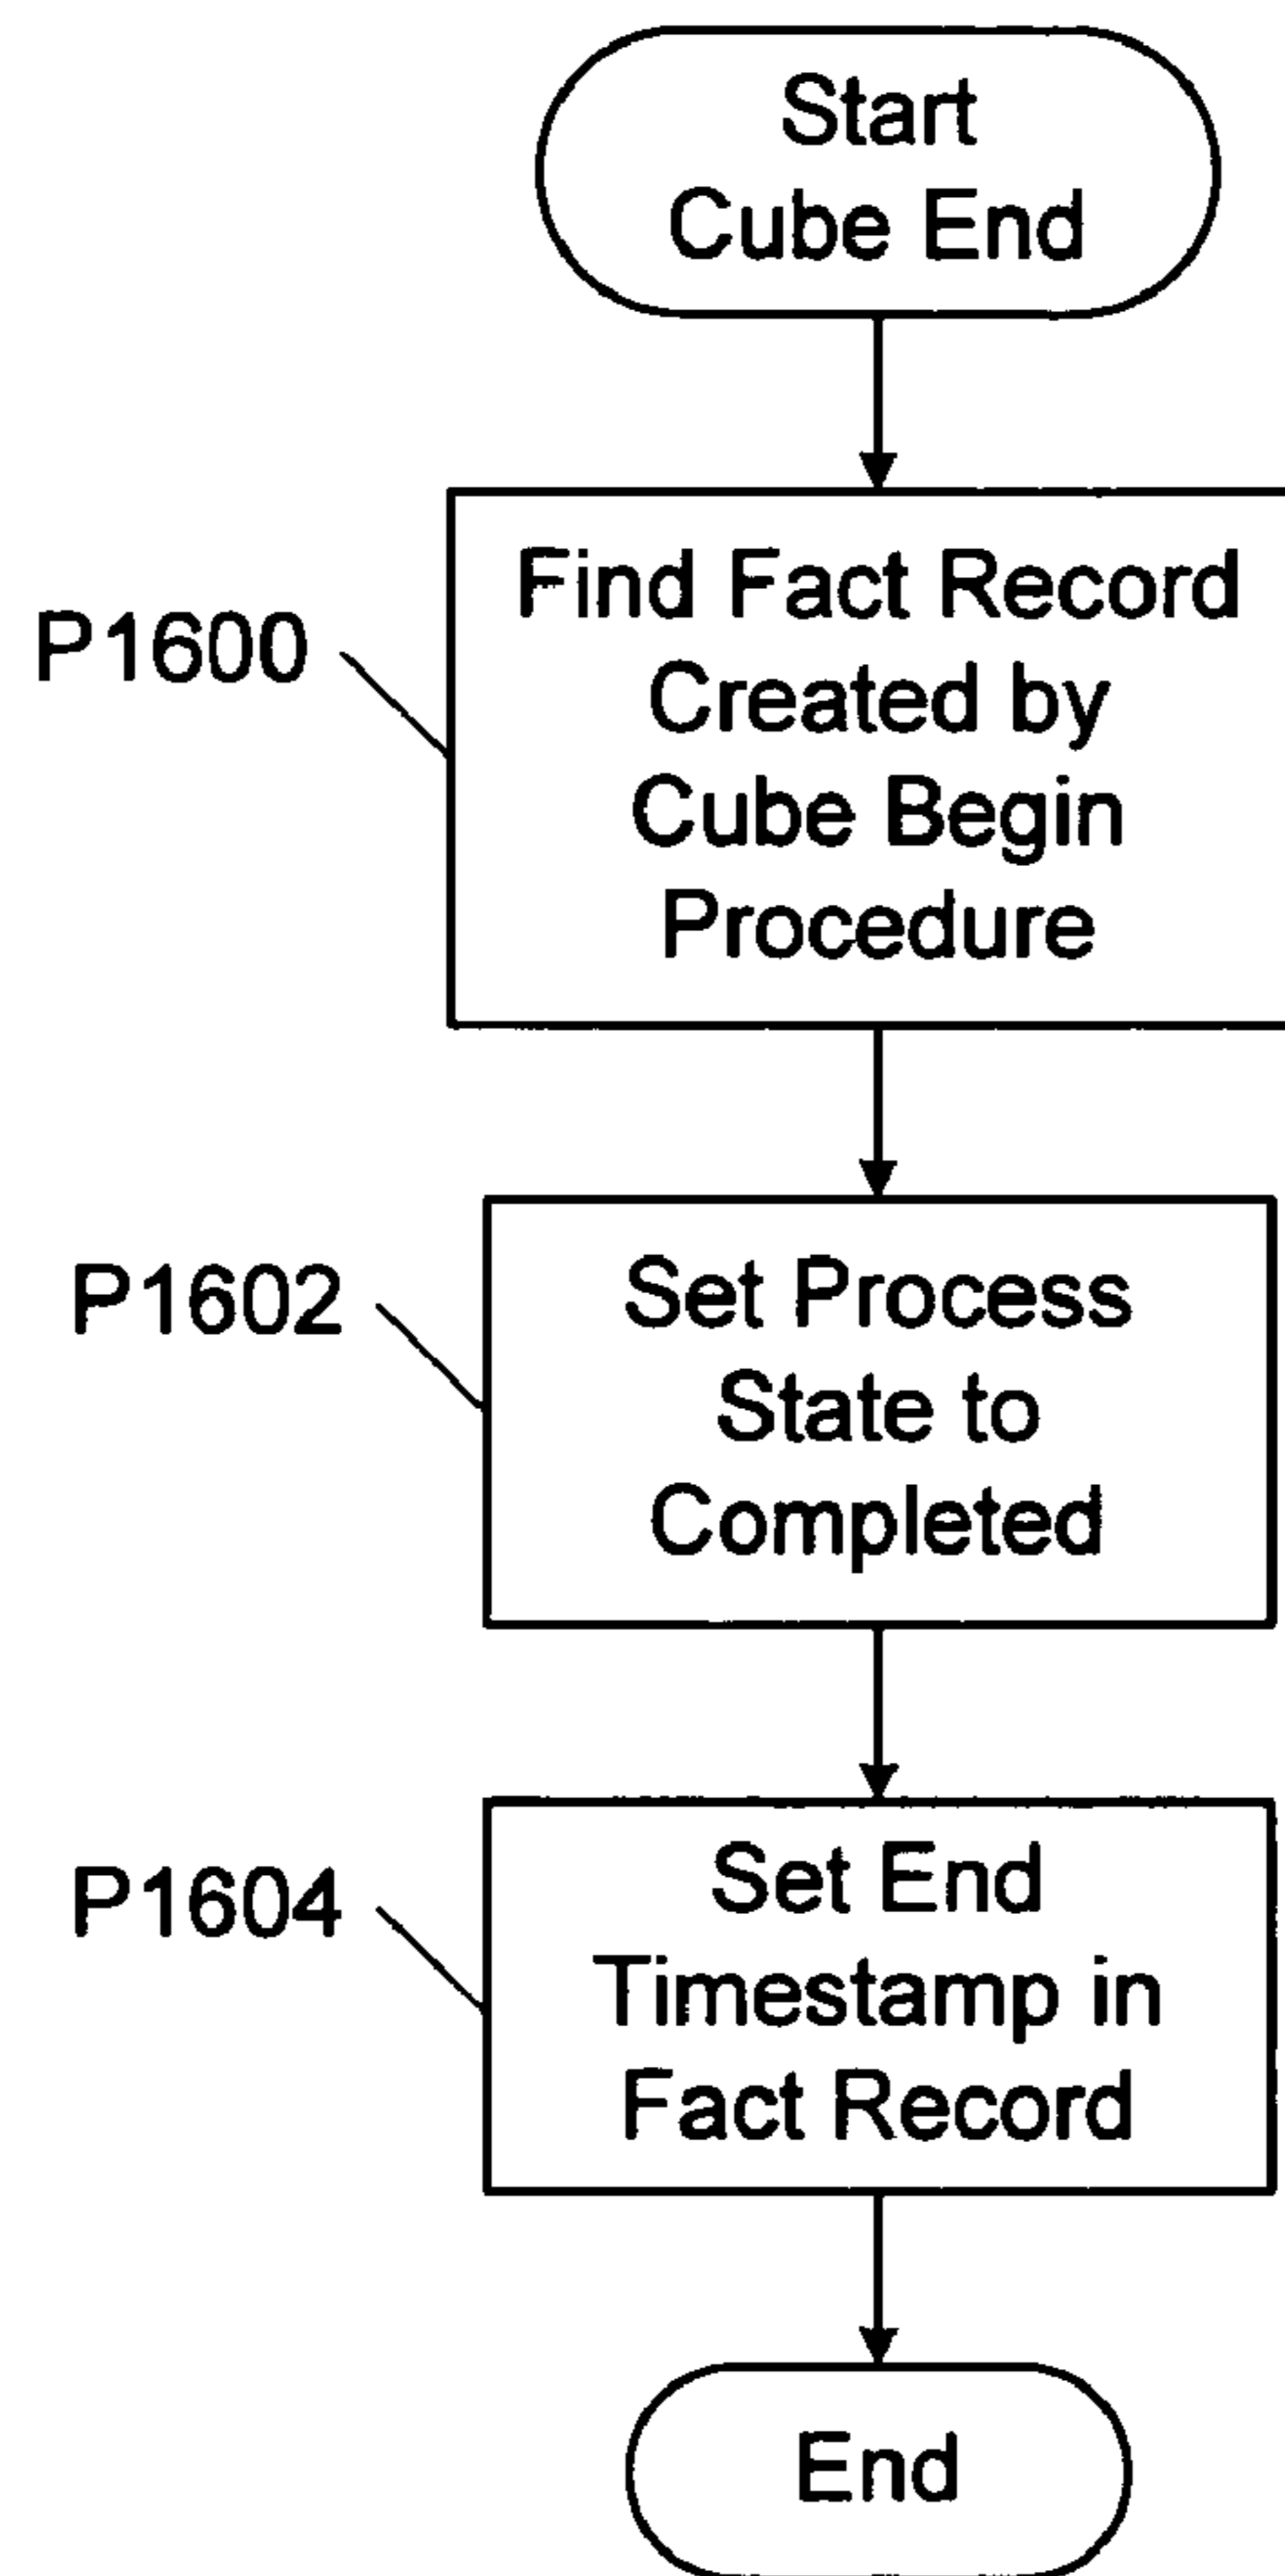 Start
Cube End
P1600
Find Fact Record
Created by
Cube Begin
Procedure
P1602
Set Process
State to
Completed
P1604
Set End
Timestamp in
Fact Record
End